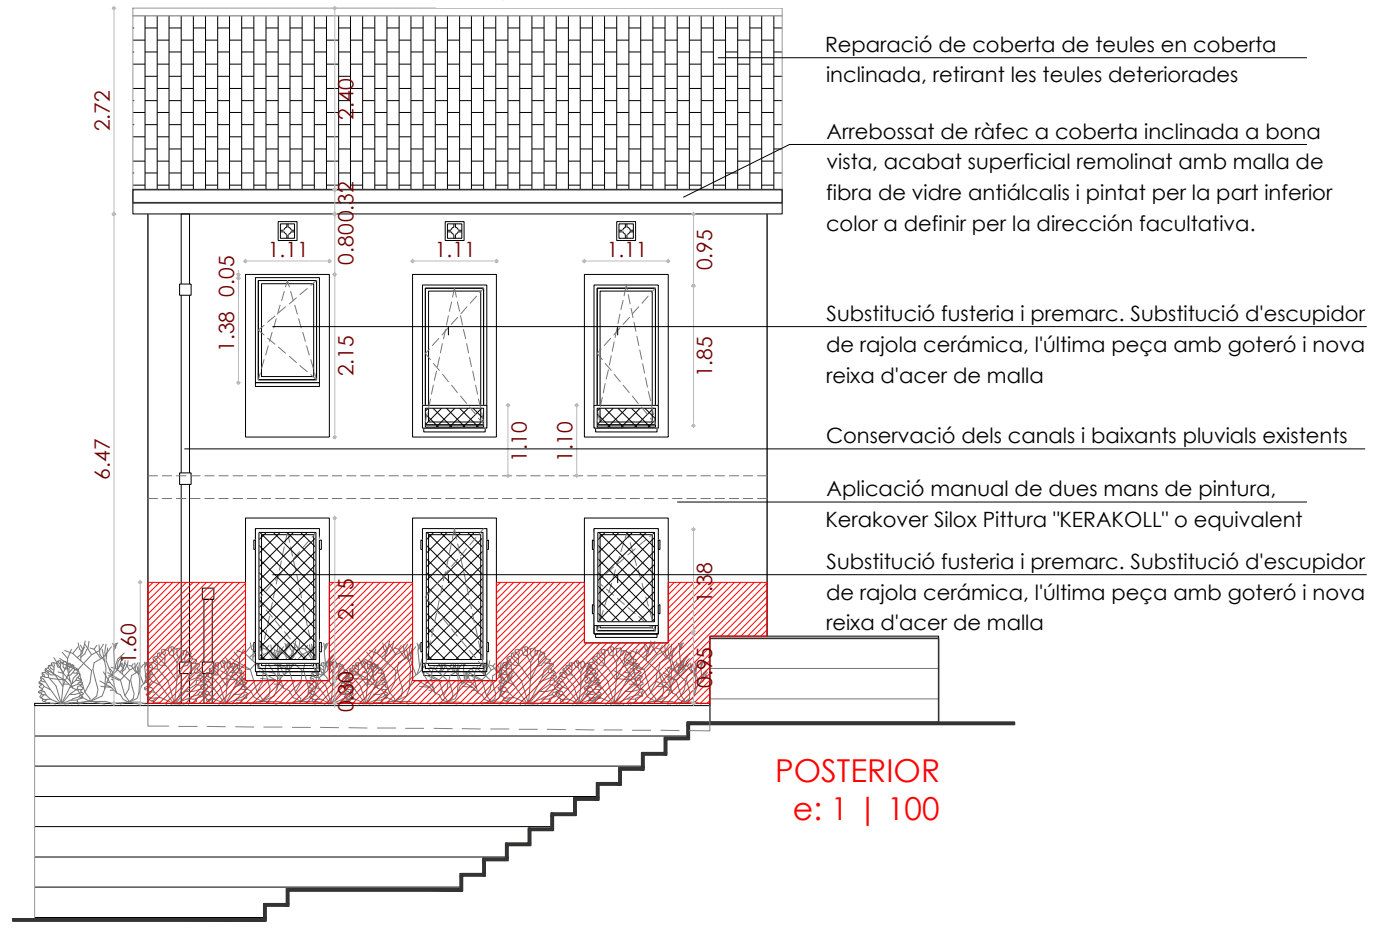 Reparació de coberta de teules en coberta
inclinada, retirant les teules deteriorades
Arrebossat de ràfec a coberta inclinada a bona
vista, acabat superficial remolinat amb malla de
fibra de vidre antiálcalis i pintat per la part inferior
color a definir per la dirección facultativa.
Substitució fusteria i premarc. Substitució d'escupidor
de rajola cerámica, l'última peça amb goteró i nova
reixa d'acer de malla
Conservació dels canals i baixants pluvials existents
Aplicació manual de dues mans de pintura,
Kerakover Silox Pittura "KERAKOLL" o equivalent
Substitució fusteria i premarc. Substitució d'escupidor
de rajola cerámica, l'última peça amb goteró i nova
reixa d'acer de malla
2.72
2.40
0.32
0.80
1.11
1.11
1.11
0.95
0.05
1.38
2.15
1.85
1.10
1.10
6.47
2.15
1.38
1.60
0.30
0.95
POSTERIOR
e: 1 | 100